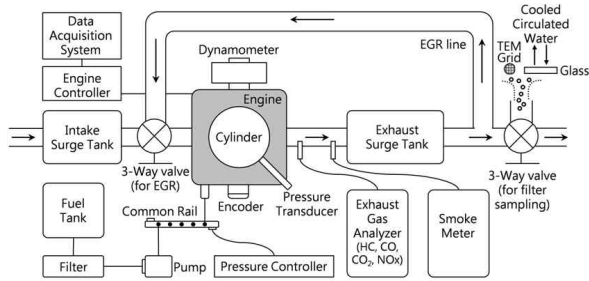 Data
Acquisition
System
Engine
Controller
Dynamometer
EGR line
TEM
Grid
Cooled
Circulated
Water
Glass
Engine
Cylinder
Intake
Surge Tank
Exhaust
Surge Tank
3-Way valve
(for EGR)
3-Way valve
(for filter
sampling)
Encoder
Pressure
Transducer
Exhaust
Gas
Analyzer
(HC, CO,
CO₂, NOx)
Smoke
Meter
Fuel
Tank
Common Rail
Filter
Pump
Pressure Controller